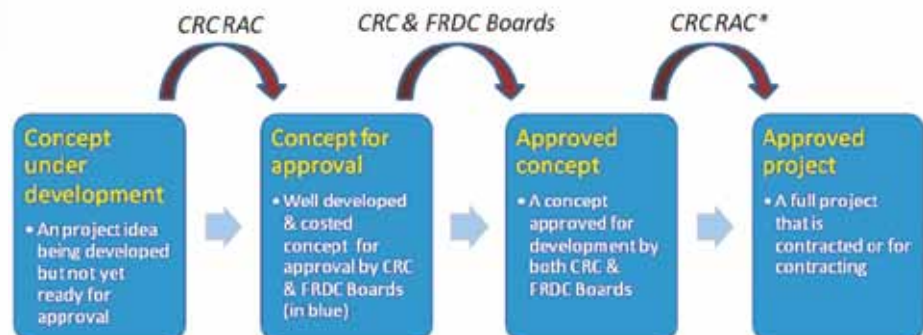 CRC RAC
CRC & FRDC Boards
CRC RAC*
Concept
under
development
• An project idea
being developed
but not yet
ready for
approval
Concept for
approval
• Well developed
& costed
concept for
approval by CRC
& FRDC Boards
(in blue)
Approved
concept
• A concept
approved for
development by
both CRC &
FRDC Boards
Approved
project
• A full project
that is
contracted or for
contracting